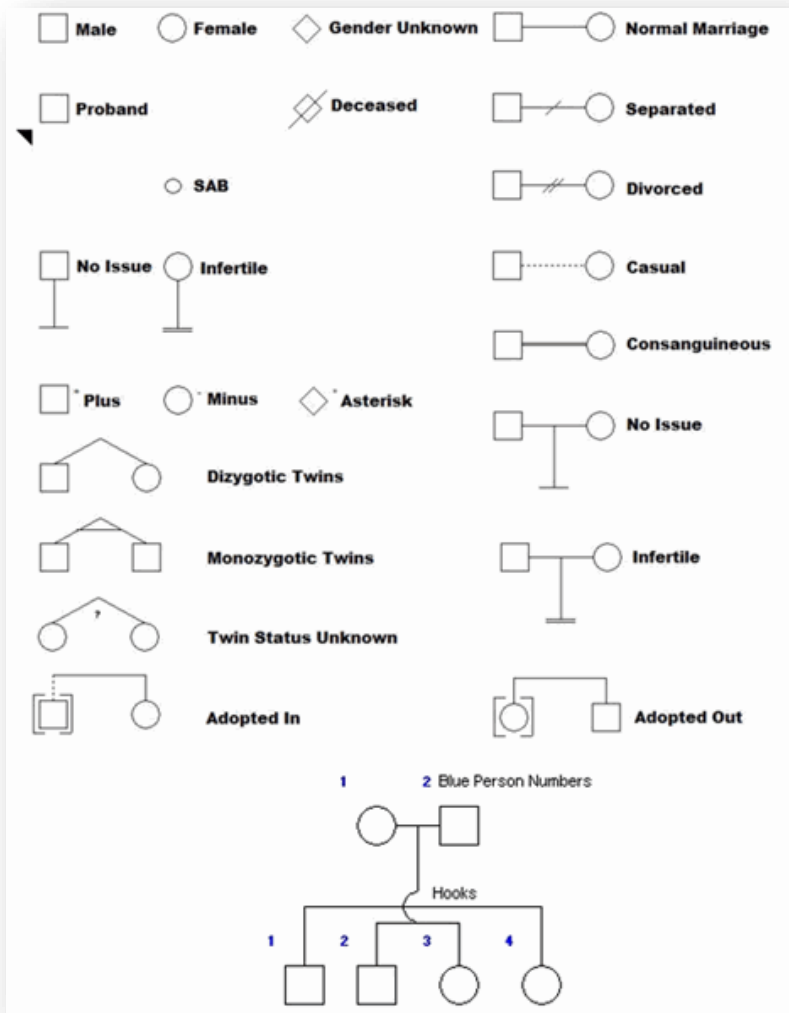 Male Female Gender Unknown Normal Marriage
Proband Deceased Separated
SAB Divorced
No Issue Infertile Casual
Consanguineous
+ Plus - Minus * Asterisk
No Issue
Dizygotic Twins
Monozygotic Twins Infertile
?
Twin Status Unknown
Adopted In Adopted Out
1 2 Blue Person Numbers
Hooks
1 2 3 4